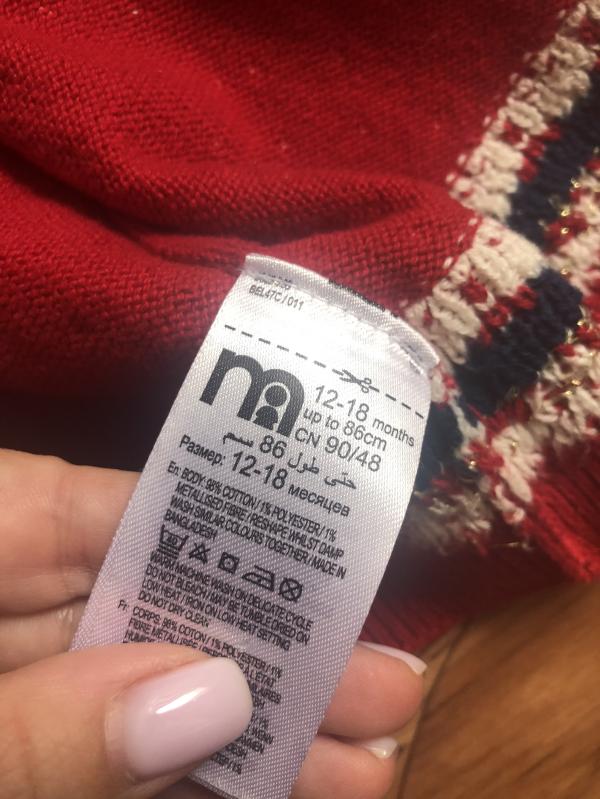 BEL47C/011
m
12-18 months
up to 86cm
CN 90/48
حتّى طول 86 سم
Размер: 12-18 месяцев
En: BODY: 98% COTTON/1% POLYESTER/1%
METALLISED FIBRE/RESHAPE WHILST DAMP
WASH SIMILAR COLOURS TOGETHER/MADE IN
BANGLADESH
WARM MACHINE WASH ON DELICATE CYCLE
DO NOT BLEACH/MAY BE TUMBLE DRIED ON
LOW HEAT/IRON ON LOW HEAT SETTING
DO NOT DRY CLEAN
Fr: CORPS: 98% COTON/1% POLYESTER/1%